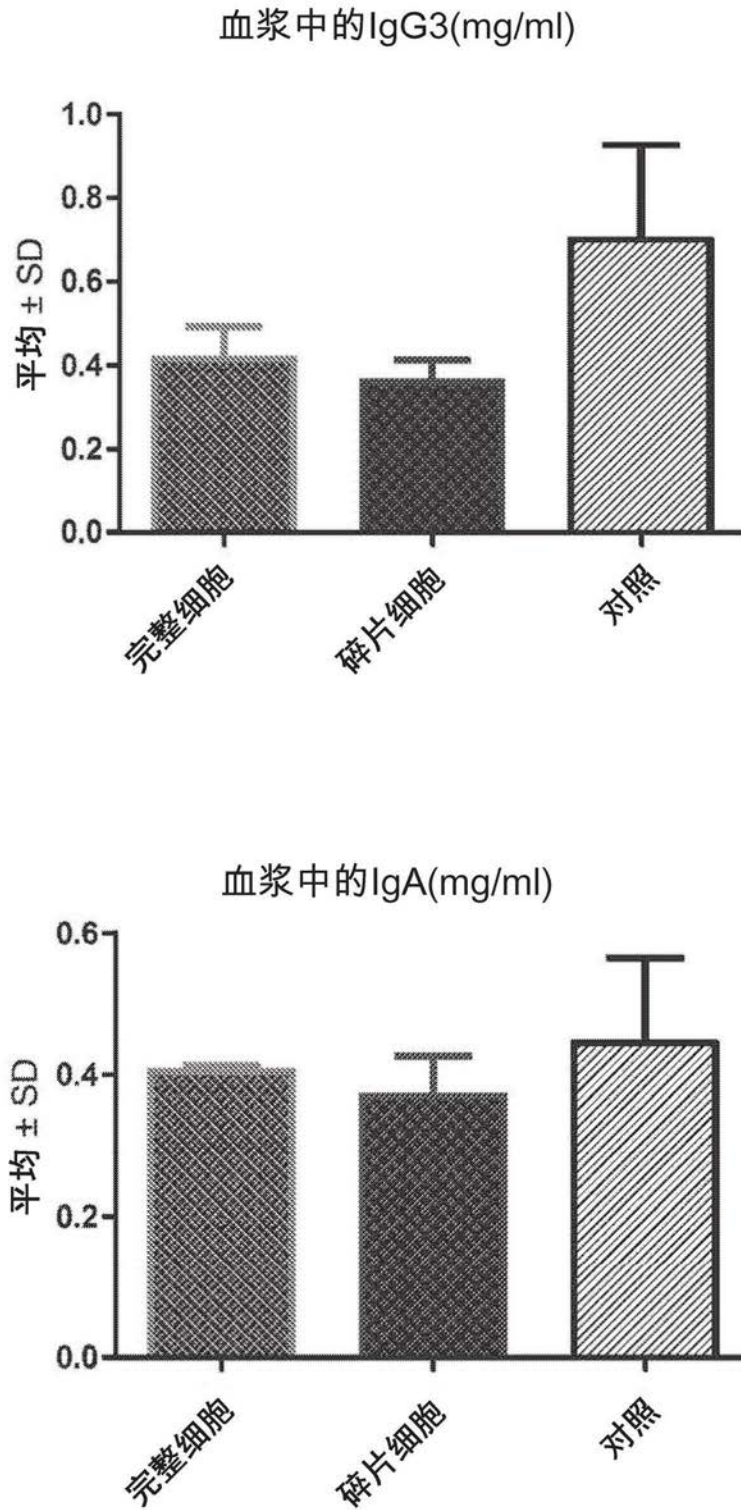 血浆中的IgG3(mg/ml)
平均 ± SD
1.0
0.8
0.6
0.4
0.2
0.0
完整细胞
碎片细胞
对照
血浆中的IgA(mg/ml)
平均 ± SD
0.6
0.4
0.2
0.0
完整细胞
碎片细胞
对照